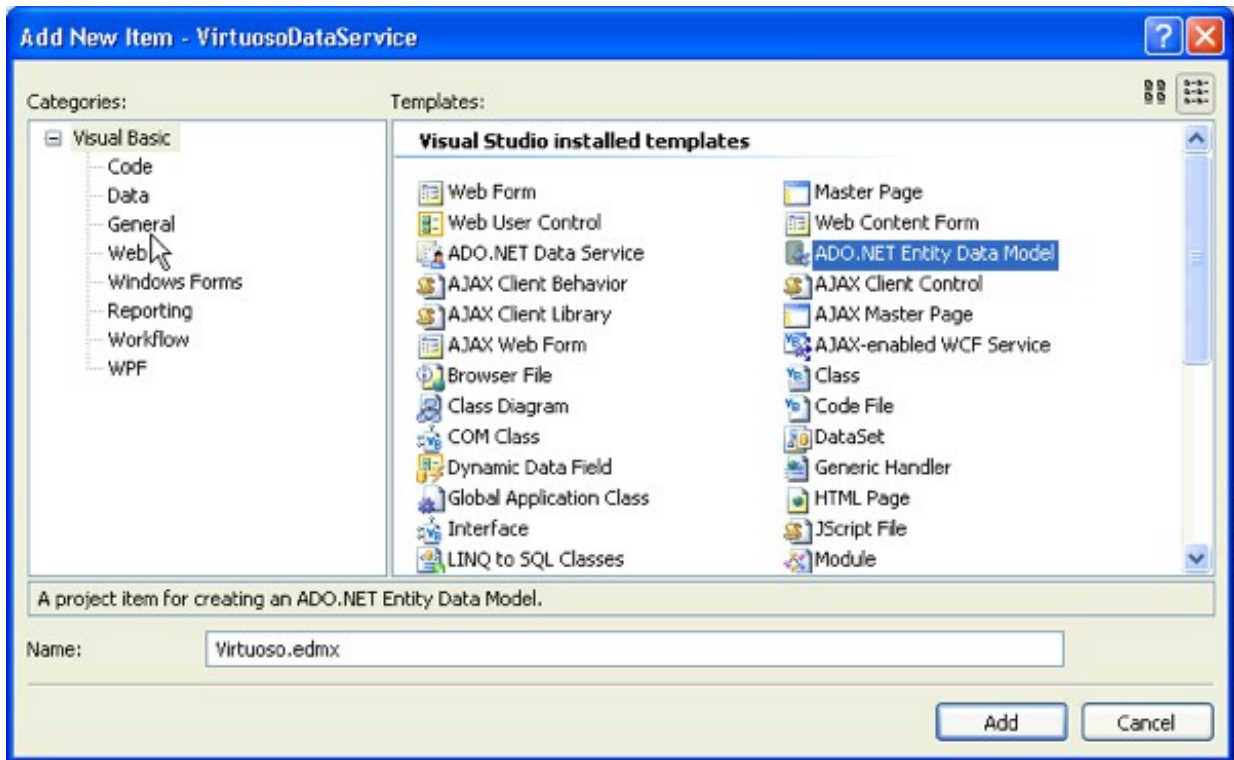 Add New Item - VirtuosoDataService
Categories:
Templates:
Visual Basic
Code
Data
General
Web
Windows Forms
Reporting
Workflow
WPF
Visual Studio installed templates
Web Form
Master Page
Web User Control
Web Content Form
ADO.NET Data Service
ADO.NET Entity Data Model
AJAX Client Behavior
AJAX Client Control
AJAX Client Library
AJAX Master Page
AJAX Web Form
AJAX-enabled WCF Service
Browser File
Class
Class Diagram
Code File
COM Class
DataSet
Dynamic Data Field
Generic Handler
Global Application Class
HTML Page
Interface
JScript File
LINQ to SQL Classes
Module
A project item for creating an ADO.NET Entity Data Model.
Name:
Virtuoso.edmx
Add
Cancel